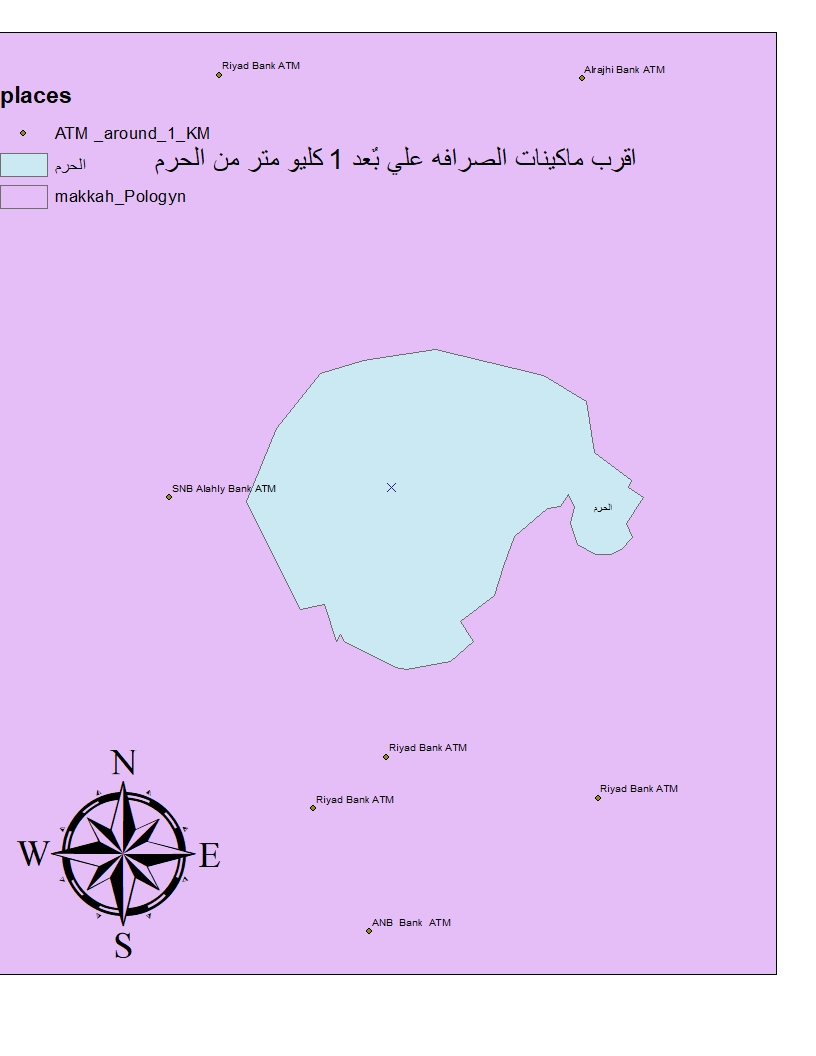 Riyad Bank ATM
Alrajhi Bank ATM
places
ATM _around_1_KM
الحرم
اقرب ماكينات الصرافه علي بٌعد 1 كليو متر من الحرم
makkah_Pologyn
SNB Alahly Bank ATM
الحرم
Riyad Bank ATM
Riyad Bank ATM
Riyad Bank ATM
N
W
E
S
ANB Bank ATM